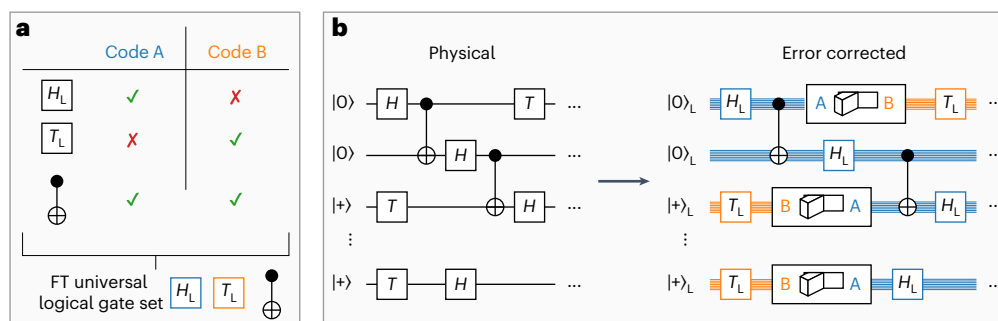 a
Code A Code B
H_L ✓ ✗
T_L ✗ ✓
✓ ✓
FT universal
logical gate set H_L T_L
b
Physical Error corrected
|0⟩ H T ... |0⟩_L H_L A B T_L ...
|0⟩ H ... |0⟩_L H_L ...
|+⟩ T H ... |+⟩_L T_L B A H_L ...
⋮ ⋮
|+⟩ T H ... |+⟩_L T_L B A H_L ...